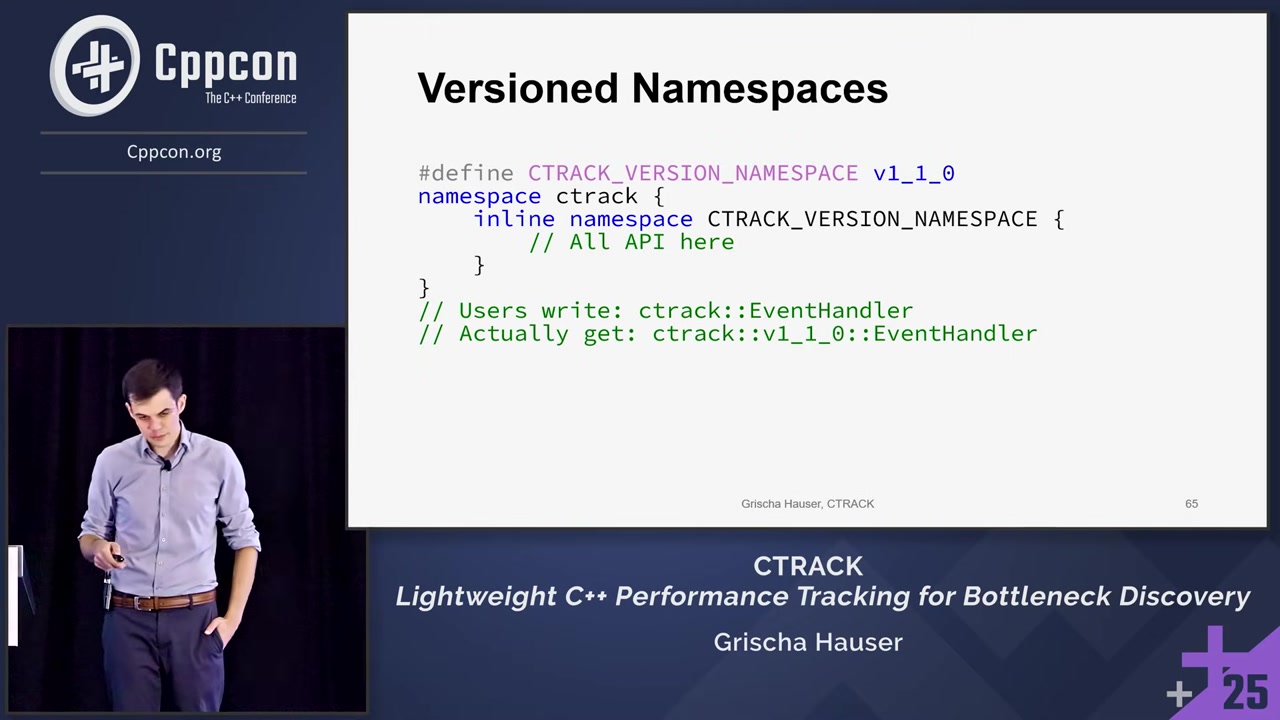 Cppcon
The C++ Conference
Cppcon.org
Versioned Namespaces
#define CTRACK_VERSION_NAMESPACE v1_1_0
namespace ctrack {
    inline namespace CTRACK_VERSION_NAMESPACE {
        // All API here
    }
}
// Users write: ctrack::EventHandler
// Actually get: ctrack::v1_1_0::EventHandler
Grischa Hauser, CTRACK
65
CTRACK
Lightweight C++ Performance Tracking for Bottleneck Discovery
Grischa Hauser
25